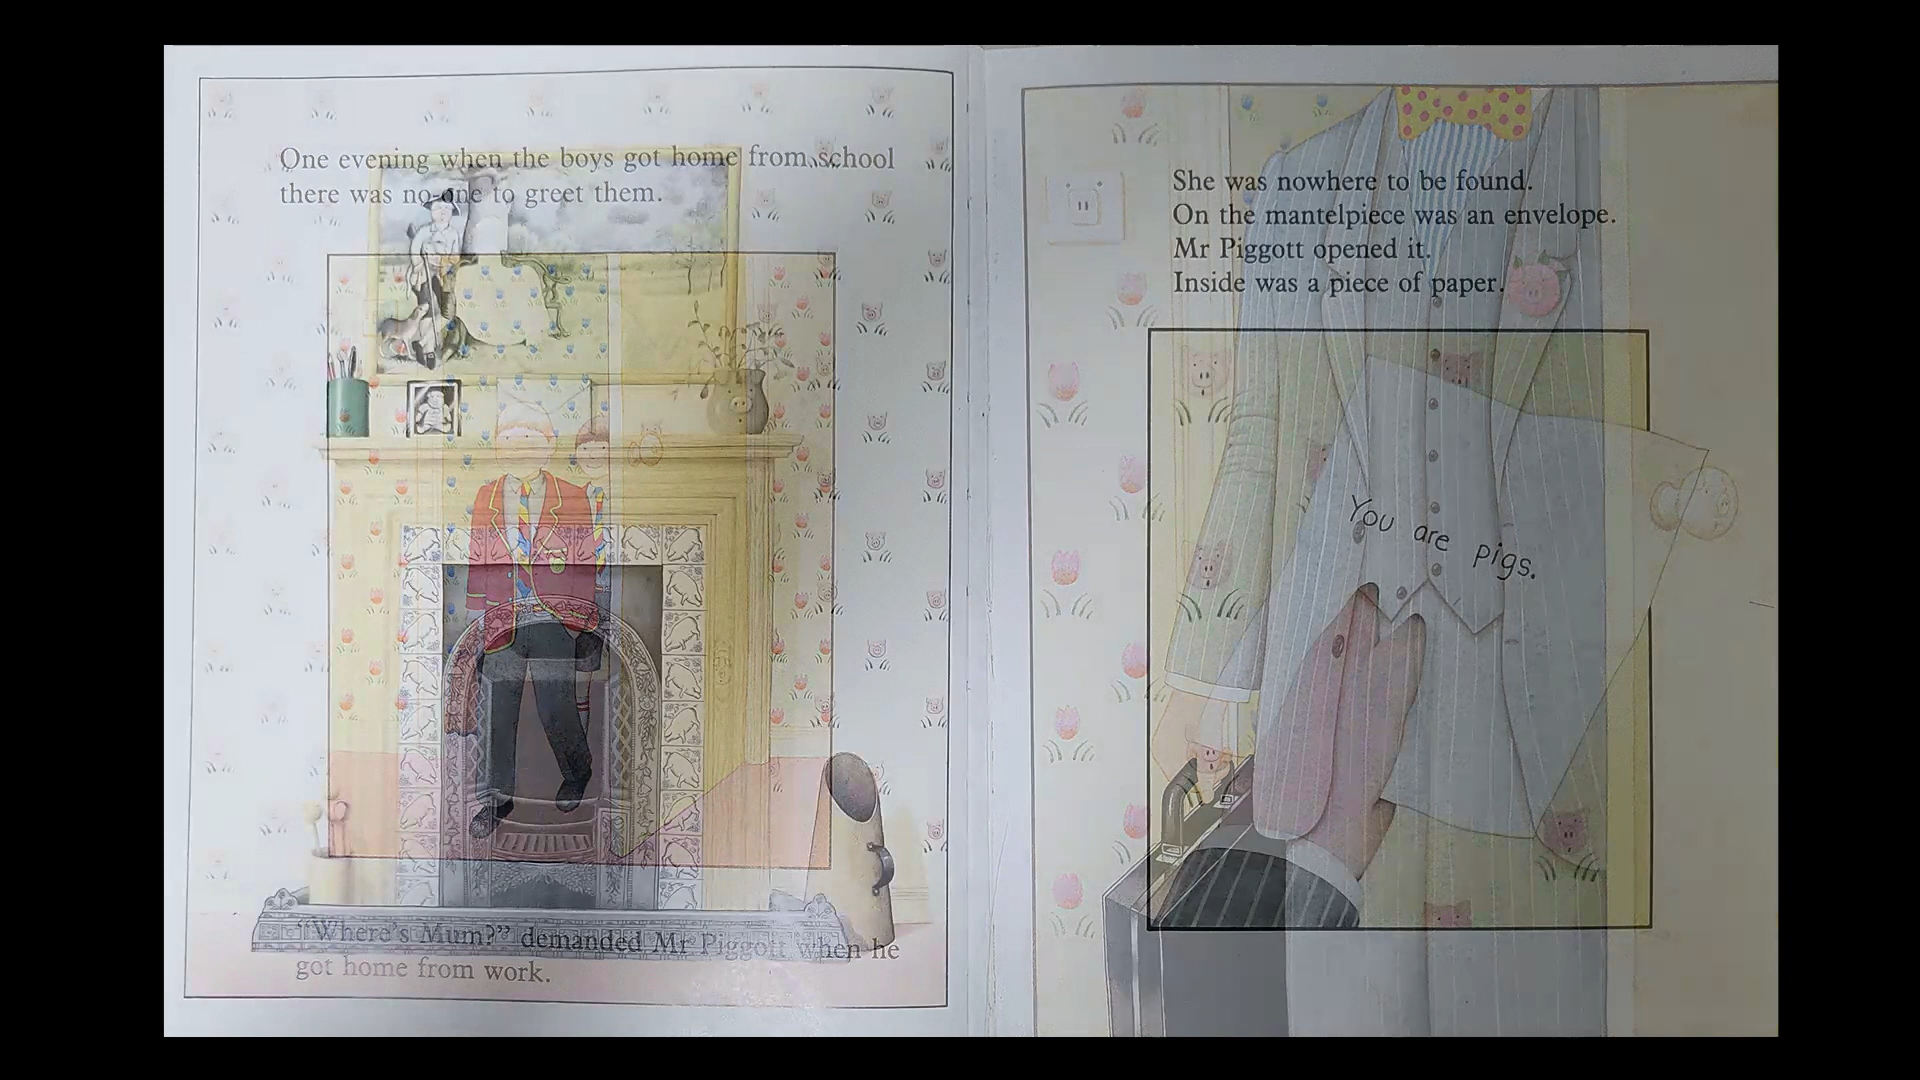 One evening when the boys got home from school
there was no-one to greet them.
"Where's Mum?" demanded Mr Piggott when he
got home from work.
She was nowhere to be found.
On the mantelpiece was an envelope.
Mr Piggott opened it.
Inside was a piece of paper.
You are pigs.